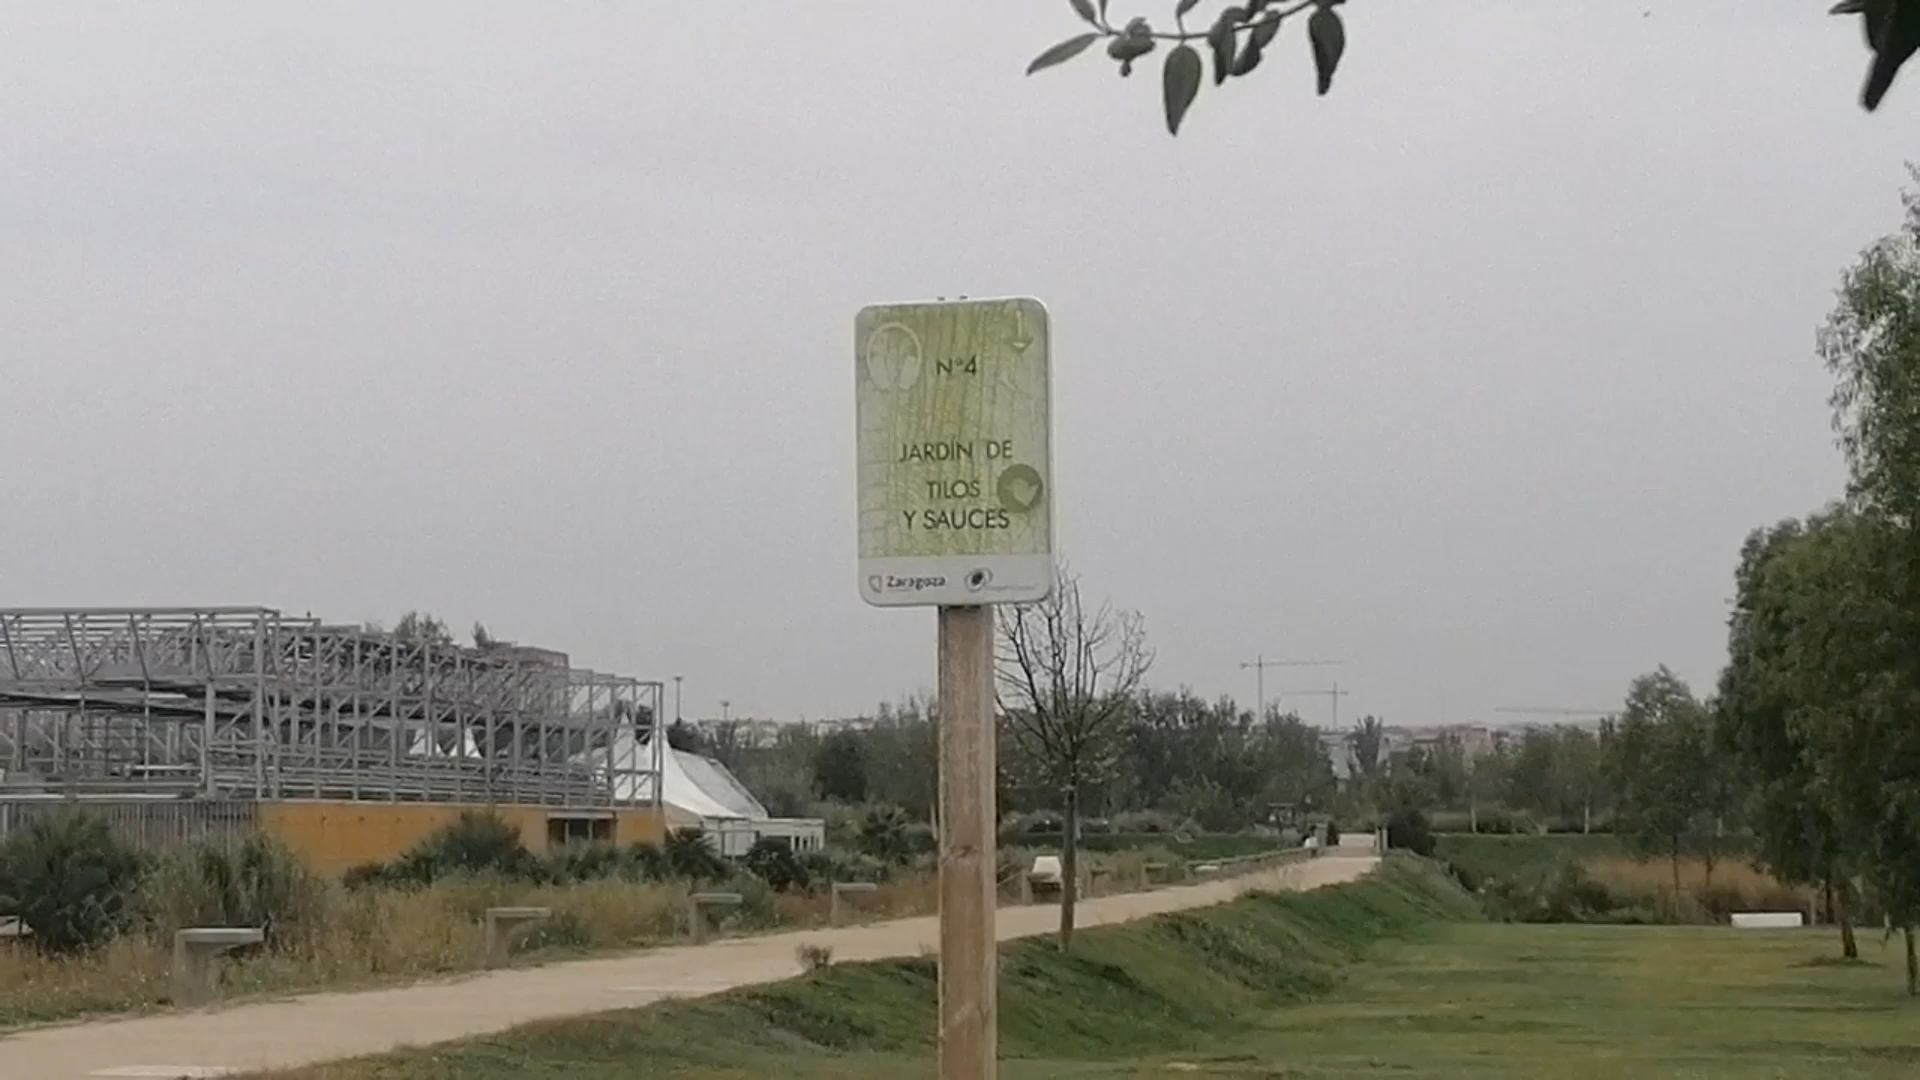 Nº4
JARDÍN DE
TILOS
Y SAUCES
Zaragoza